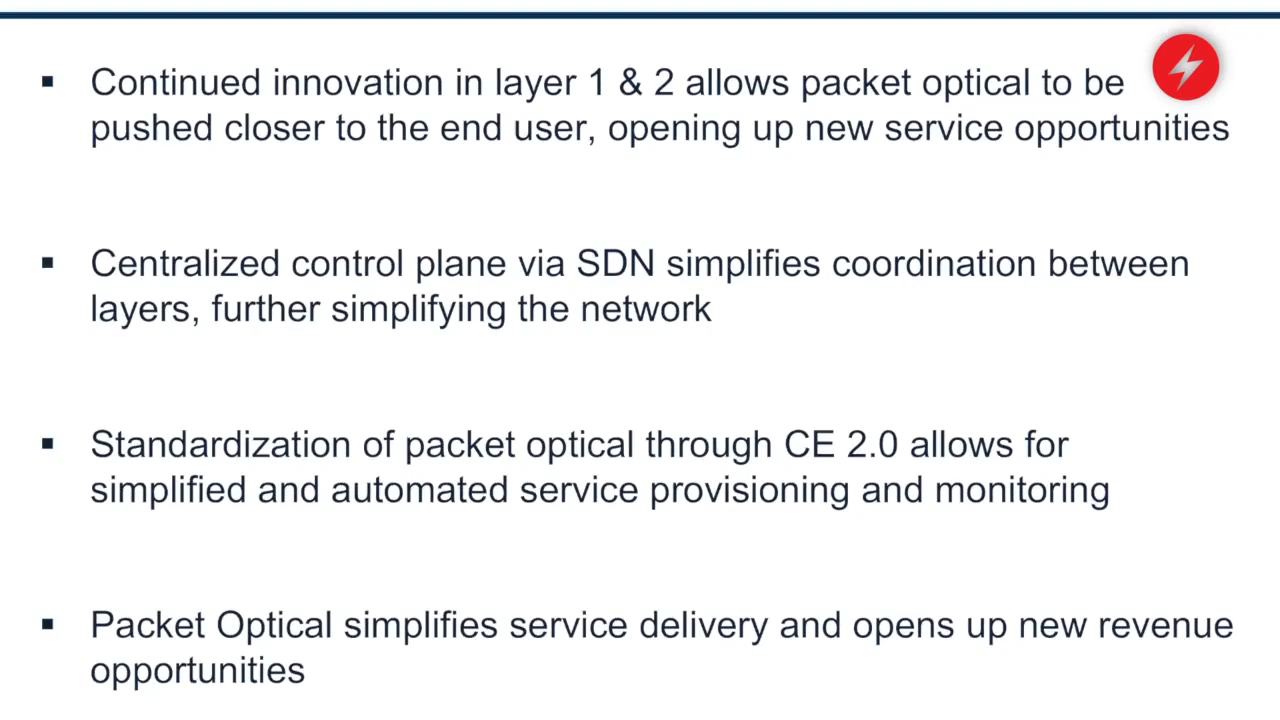 ▪ Continued innovation in layer 1 & 2 allows packet optical to be
pushed closer to the end user, opening up new service opportunities
▪ Centralized control plane via SDN simplifies coordination between
layers, further simplifying the network
▪ Standardization of packet optical through CE 2.0 allows for
simplified and automated service provisioning and monitoring
▪ Packet Optical simplifies service delivery and opens up new revenue
opportunities